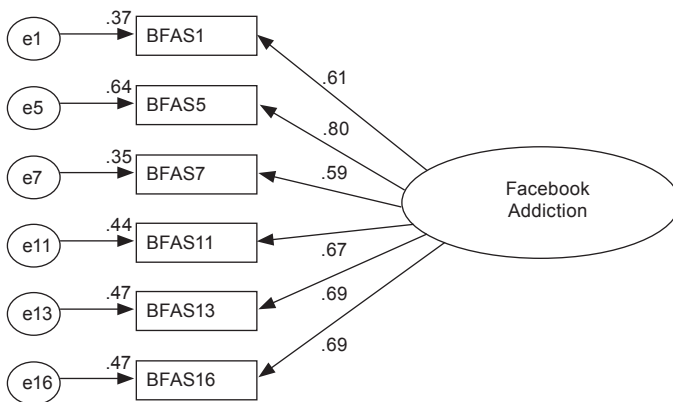 .37
e1
BFAS1
.61
.64
e5
BFAS5
.80
.35
e7
BFAS7
.59
Facebook
Addiction
.44
e11
BFAS11
.67
.47
e13
BFAS13
.69
.47
e16
BFAS16
.69